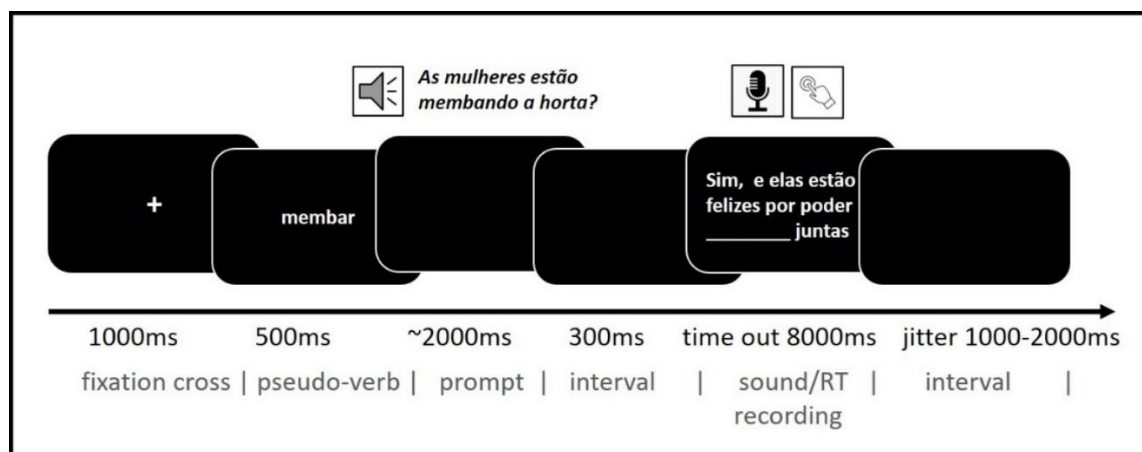 As mulheres estão
membando a horta?
+
membar
Sim, e elas estão
felizes por poder
_________ juntas
1000ms 500ms ~2000ms 300ms time out 8000ms jitter 1000-2000ms
fixation cross | pseudo-verb | prompt | interval | sound/RT | interval |
recording